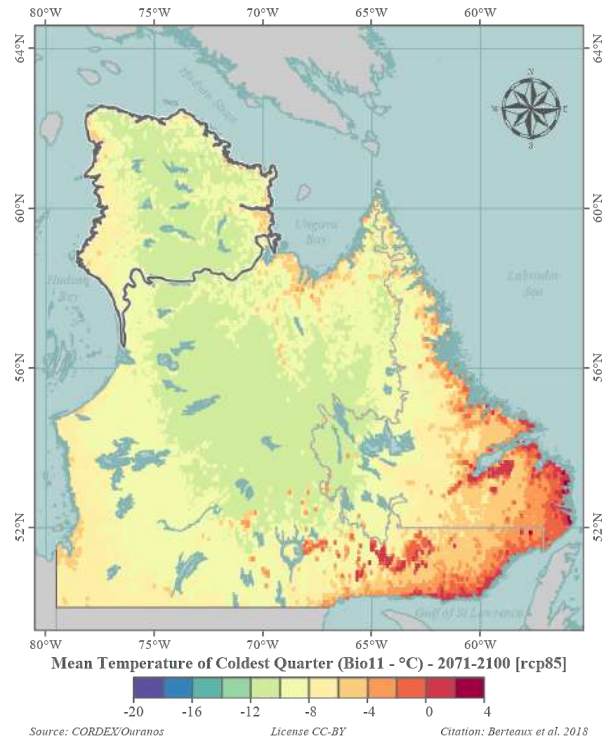 80°W 75°W 70°W 65°W 60°W
64°N 64°N
Hudson Strait
N
W E
S
60°N 60°N
Ungava
Bay
Hudson
Bay
Labrador
Sea
56°N 56°N
52°N 52°N
Gulf of St Lawrence
80°W 75°W 70°W 65°W 60°W
Mean Temperature of Coldest Quarter (Bio11 - °C) - 2071-2100 [rcp85]
-20 -16 -12 -8 -4 0 4
Source: CORDEX/Ouranos License CC-BY Citation: Berteaux et al. 2018